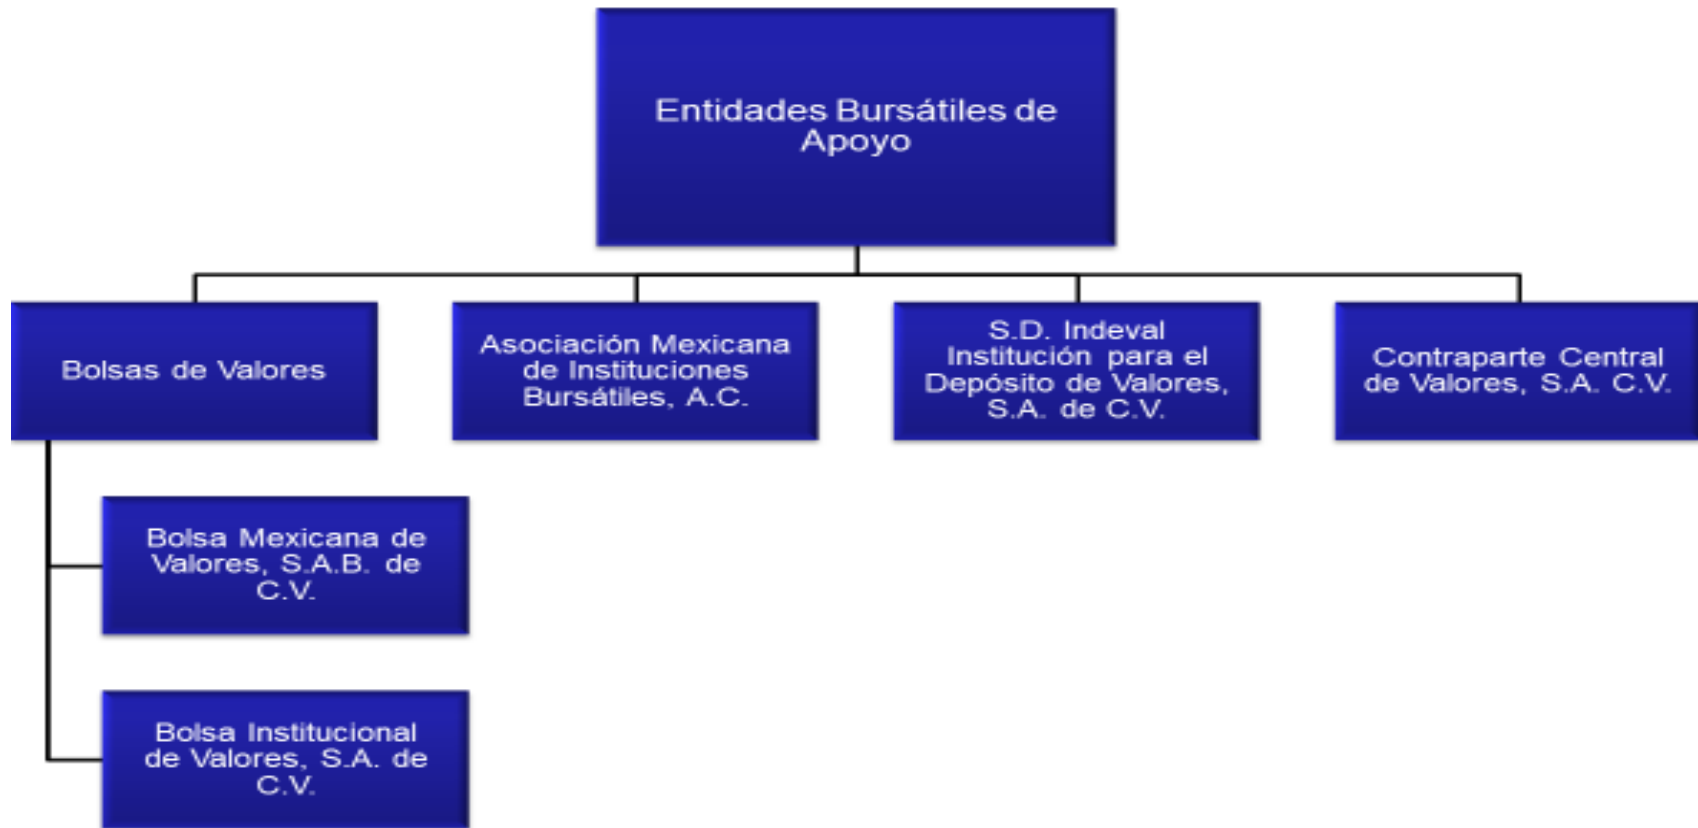 Entidades Bursátiles de
Apoyo
Bolsas de Valores
Asociación Mexicana
de Instituciones
Bursátiles, A.C.
S.D. Indeval
Institución para el
Depósito de Valores,
S.A. de C.V.
Contraparte Central
de Valores, S.A. C.V.
Bolsa Mexicana de
Valores, S.A.B. de
C.V.
Bolsa Institucional
de Valores, S.A. de
C.V.